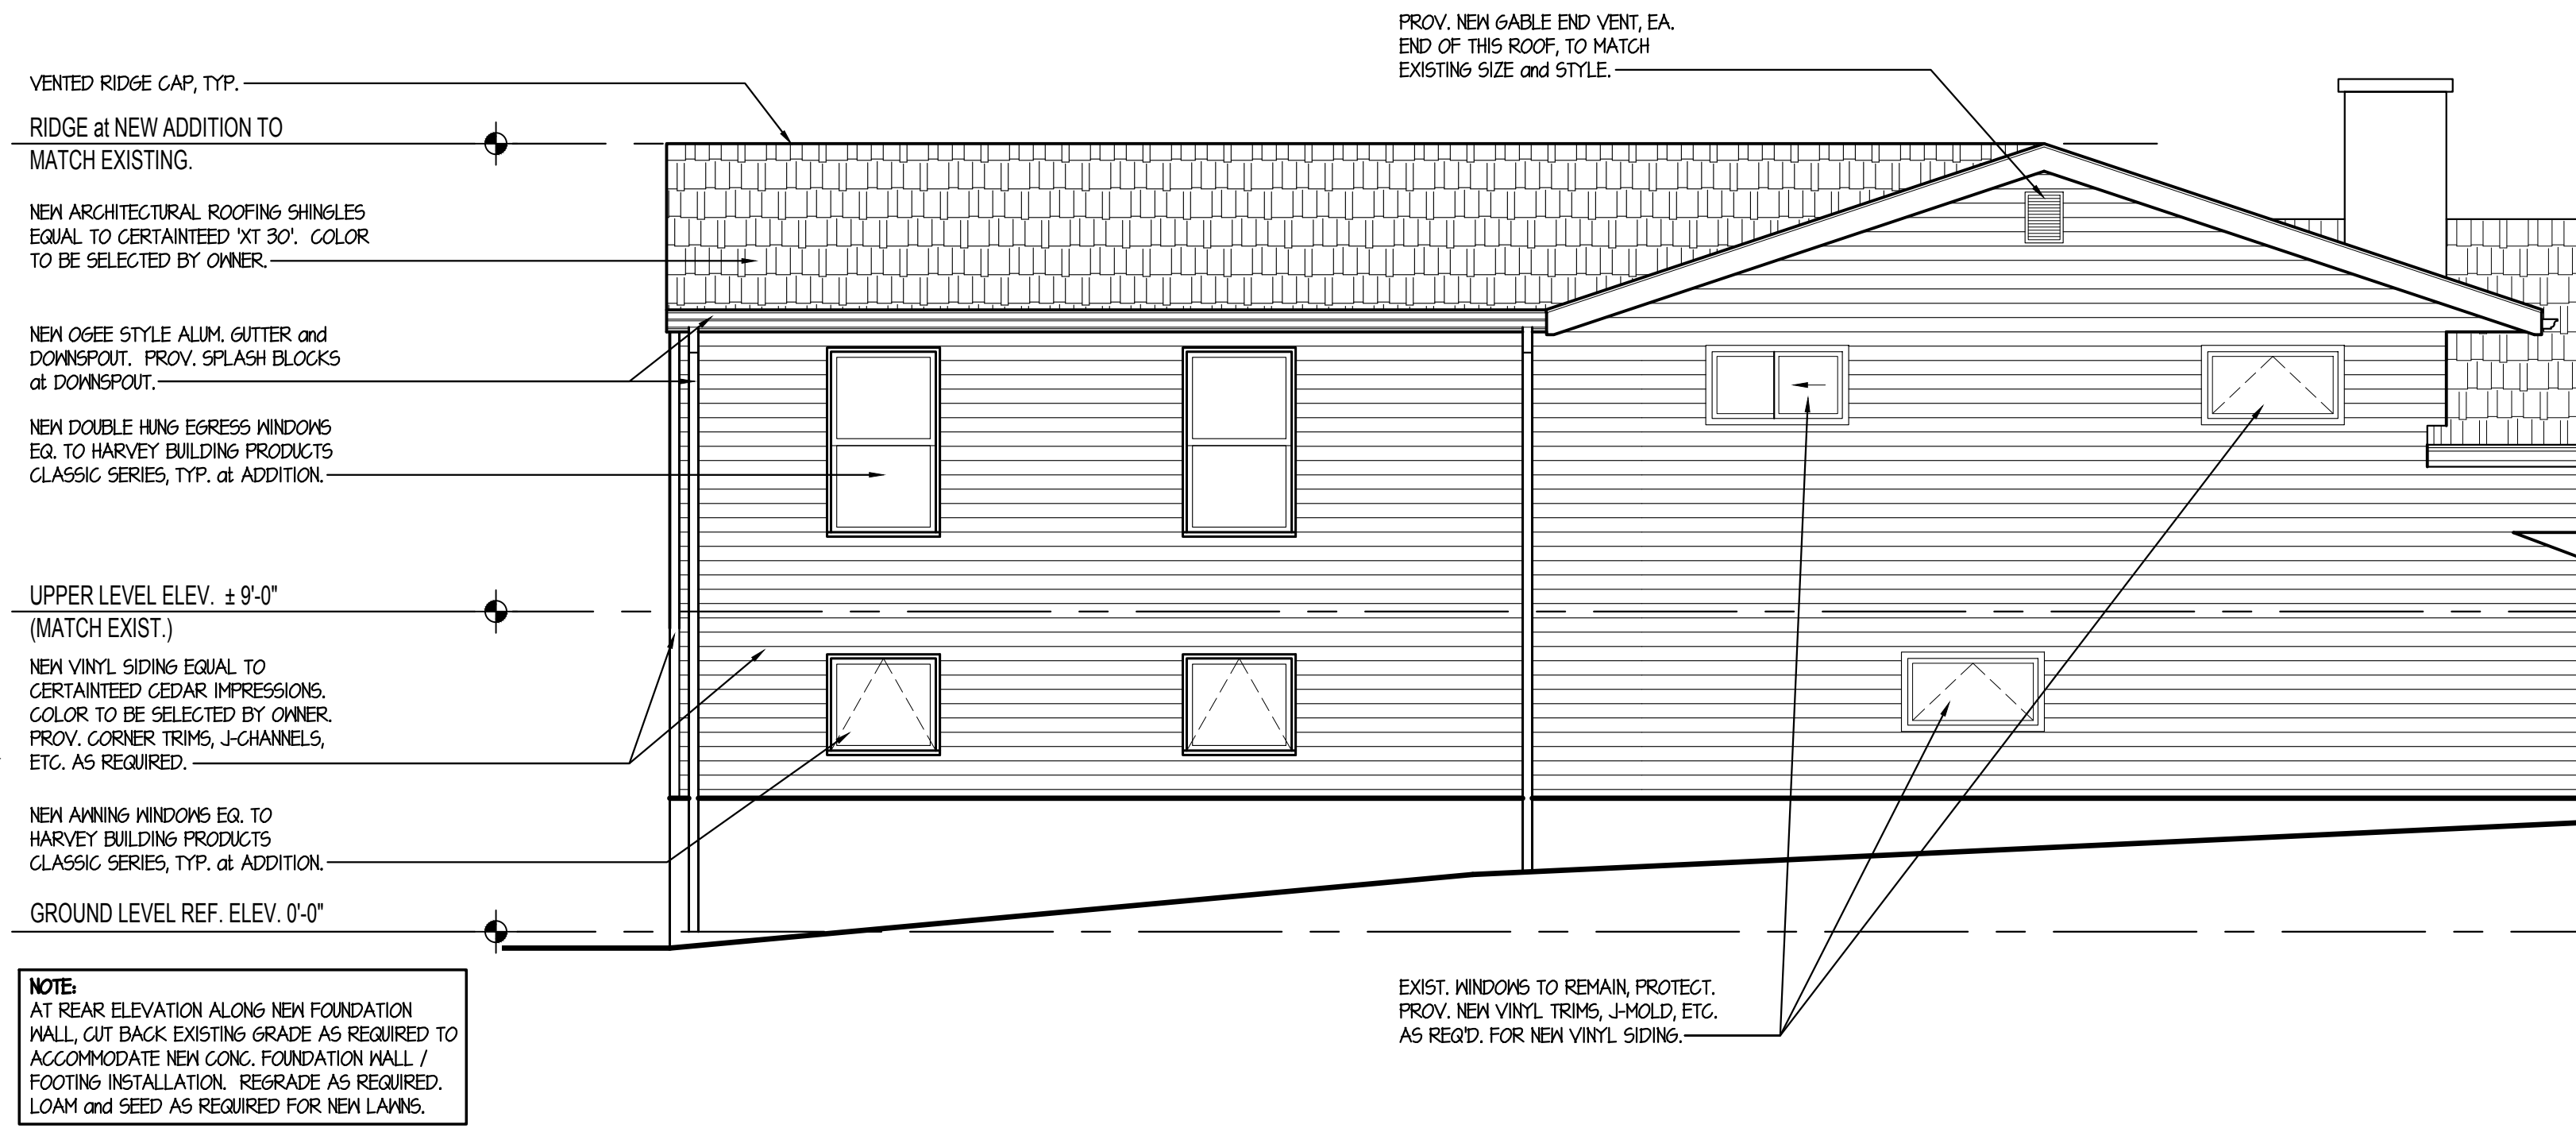 PROV. NEW GABLE END VENT, EA.
END OF THIS ROOF, TO MATCH
EXISTING SIZE and STYLE.
VENTED RIDGE CAP, TYP.
RIDGE at NEW ADDITION TO
MATCH EXISTING.
NEW ARCHITECTURAL ROOFING SHINGLES
EQUAL TO CERTAINTEED 'XT 30'. COLOR
TO BE SELECTED BY OWNER.
NEW OGEE STYLE ALUM. GUTTER and
DOWNSPOUT. PROV. SPLASH BLOCKS
at DOWNSPOUT.
NEW DOUBLE HUNG EGRESS WINDOWS
EQ. TO HARVEY BUILDING PRODUCTS
CLASSIC SERIES, TYP. at ADDITION.
UPPER LEVEL ELEV. ± 9'-0"
(MATCH EXIST.)
NEW VINYL SIDING EQUAL TO
CERTAINTEED CEDAR IMPRESSIONS.
COLOR TO BE SELECTED BY OWNER.
PROV. CORNER TRIMS, J-CHANNELS,
ETC. AS REQUIRED.
NEW AWNING WINDOWS EQ. TO
HARVEY BUILDING PRODUCTS
CLASSIC SERIES, TYP. at ADDITION.
GROUND LEVEL REF. ELEV. 0'-0"
NOTE:
AT REAR ELEVATION ALONG NEW FOUNDATION
WALL, CUT BACK EXISTING GRADE AS REQUIRED TO
ACCOMMODATE NEW CONC. FOUNDATION WALL /
FOOTING INSTALLATION. REGRADE AS REQUIRED.
LOAM and SEED AS REQUIRED FOR NEW LAWNS.
EXIST. WINDOWS TO REMAIN, PROTECT.
PROV. NEW VINYL TRIMS, J-MOLD, ETC.
AS REQ'D. FOR NEW VINYL SIDING.